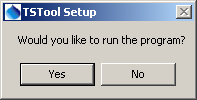 TSTool Setup
Would you like to run the program?
Yes
No